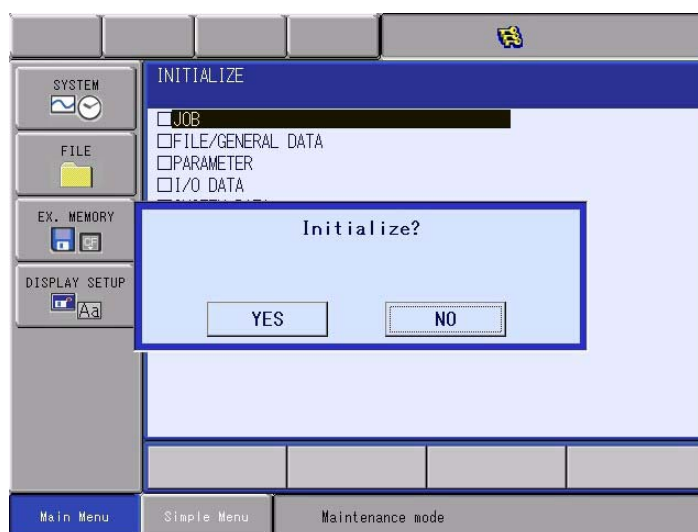 SYSTEM
FILE
EX. MEMORY
CF
DISPLAY SETUP
Aa
INITIALIZE
JOB
FILE/GENERAL DATA
PARAMETER
I/O DATA
Initialize?
YES
NO
Main Menu
Simple Menu
Maintenance mode